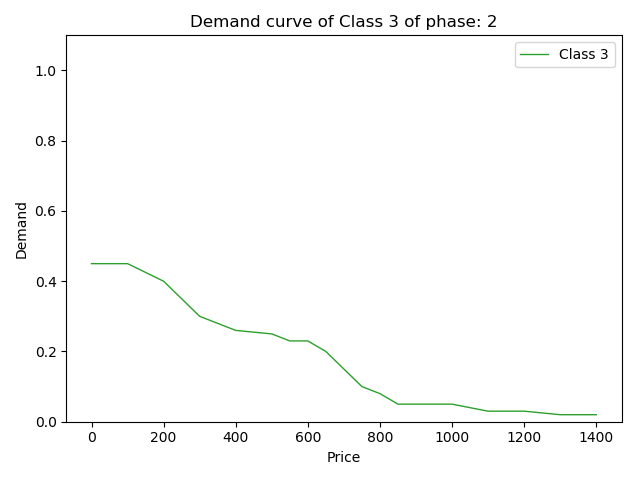 Demand curve of Class 3 of phase: 2
Class 3
Demand
1.0
0.8
0.6
0.4
0.2
0.0
0 200 400 600 800 1000 1200 1400
Price